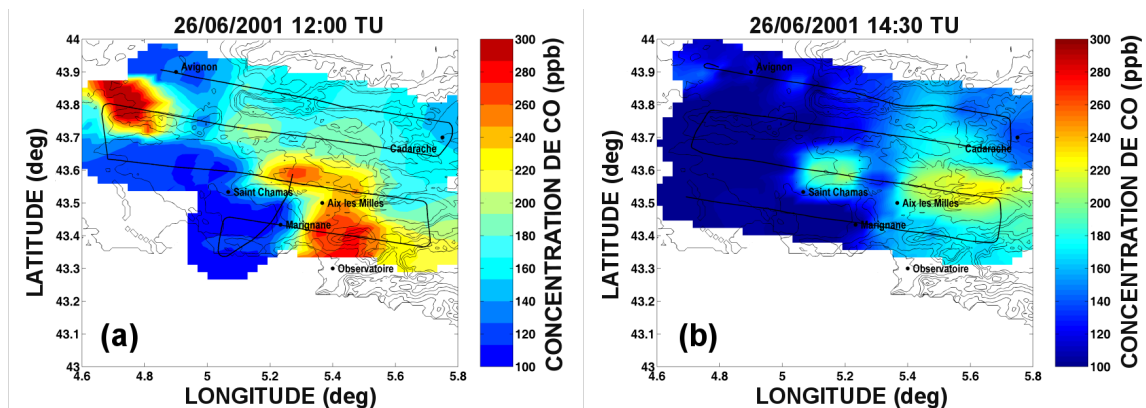 26/06/2001 12:00 TU
44
43.9
43.8
43.7
43.6
43.5
43.4
43.3
43.2
43.1
43
LATITUDE (deg)
Avignon
Cadarache
Saint Chamas
Aix les Milles
Marignane
Observatoire
(a)
4.6 4.8 5 5.2 5.4 5.6 5.8
LONGITUDE (deg)
300
280
260
240
220
200
180
160
140
120
100
CONCENTRATION DE CO (ppb)
26/06/2001 14:30 TU
44
43.9
43.8
43.7
43.6
43.5
43.4
43.3
43.2
43.1
43
LATITUDE (deg)
Avignon
Cadarache
Saint Chamas
Aix les Milles
Marignane
Observatoire
(b)
4.6 4.8 5 5.2 5.4 5.6 5.8
LONGITUDE (deg)
300
280
260
240
220
200
180
160
140
120
100
CONCENTRATION DE CO (ppb)